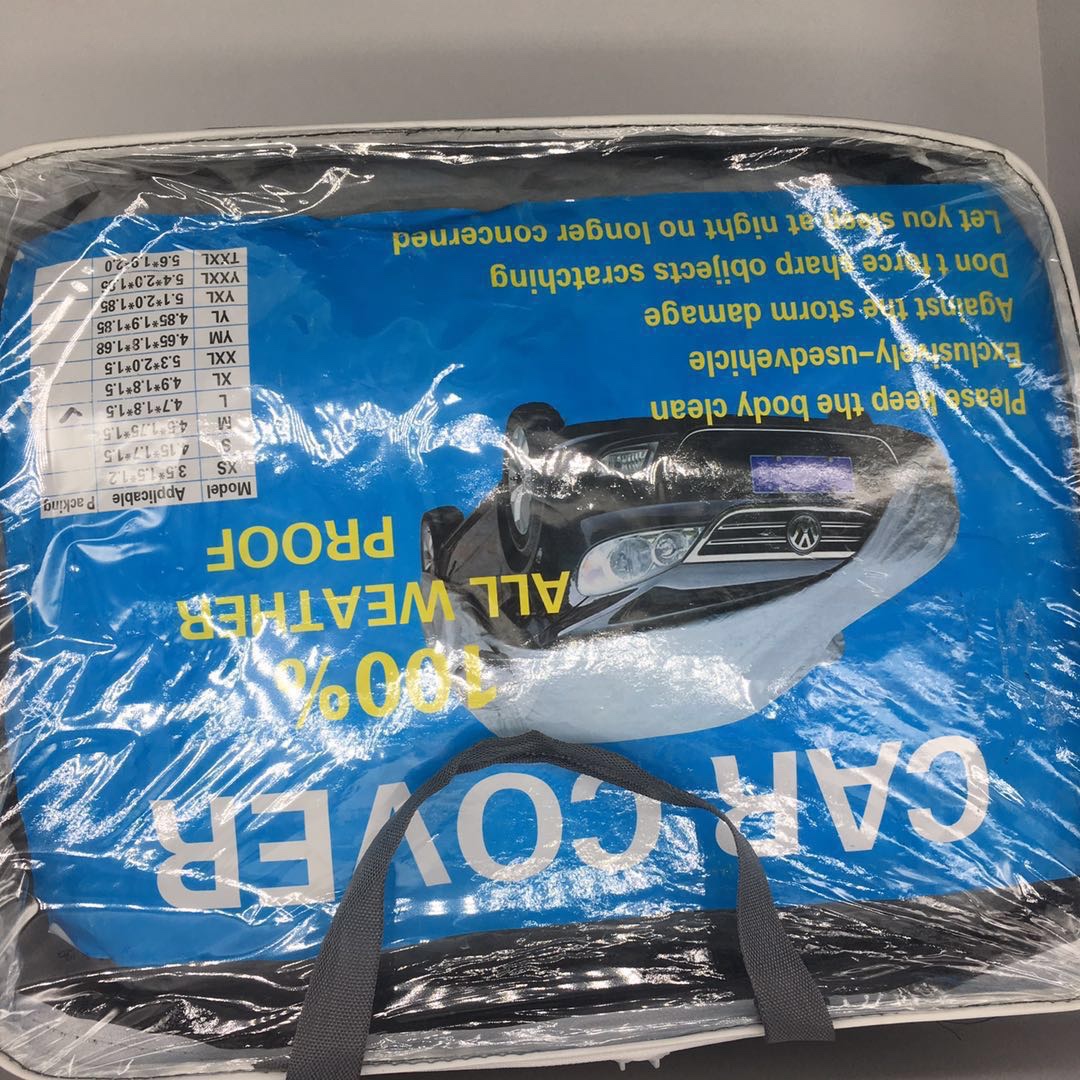 CAR COVER
100%
ALL WEATHER
PROOF
Model Applicable Packing
XS 3.5*1.5*1.2
S 4.15*1.7*1.5
M 4.6*1.75*1.5
L 4.7*1.8*1.5 ✓
XL 4.9*1.8*1.5
XXL 5.3*2.0*1.5
YM 4.65*1.8*1.68
YL 4.85*1.9*1.85
YXL 5.1*2.0*1.85
YXXL 5.4*2.0*1.85
TXXL 5.6*1.9*2.0
Please keep the body clean
Exclusively-usedvehicle
Against the storm damage
Don t force sharp obijects scratching
Let you sleep at night no longer concerned